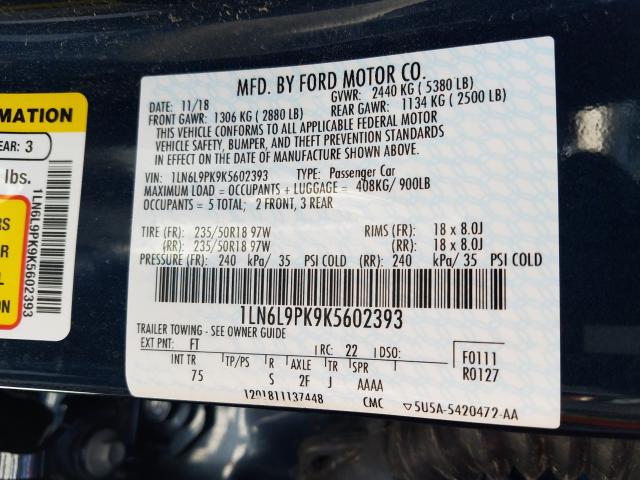 MFD. BY FORD MOTOR CO.
DATE: 11/18 GVWR: 2440 KG ( 5380 LB)
FRONT GAWR: 1306 KG ( 2880 LB) REAR GAWR: 1134 KG ( 2500 LB)
THIS VEHICLE CONFORMS TO ALL APPLICABLE FEDERAL MOTOR
VEHICLE SAFETY, BUMPER, AND THEFT PREVENTION STANDARDS
IN EFFECT ON THE DATE OF MANUFACTURE SHOWN ABOVE.
VIN: 1LN6L9PK9K5602393 TYPE: Passenger Car
MAXIMUM LOAD = OCCUPANTS + LUGGAGE = 408KG/ 900LB
OCCUPANTS = 5 TOTAL; 2 FRONT, 3 REAR
TIRE (FR): 235/50R18 97W RIMS (FR): 18 x 8.0J
(RR): 235/50R18 97W (RR): 18 x 8.0J
PRESSURE (FR): 240 kPa/ 35 PSI COLD (RR): 240 kPa/ 35 PSI COLD
1LN6L9PK9K5602393
TRAILER TOWING - SEE OWNER GUIDE
EXT PNT: FT RC: 22 DSO: F0111
INT TR TP/PS R AXLE TR SPR R0127
75 S 2F J AAAA
1201811137448 CMC 5U5A-5420472-AA
MATION
EAR: 3
lbs.
RS
R
L
ON
1LN6L9PK9K5602393